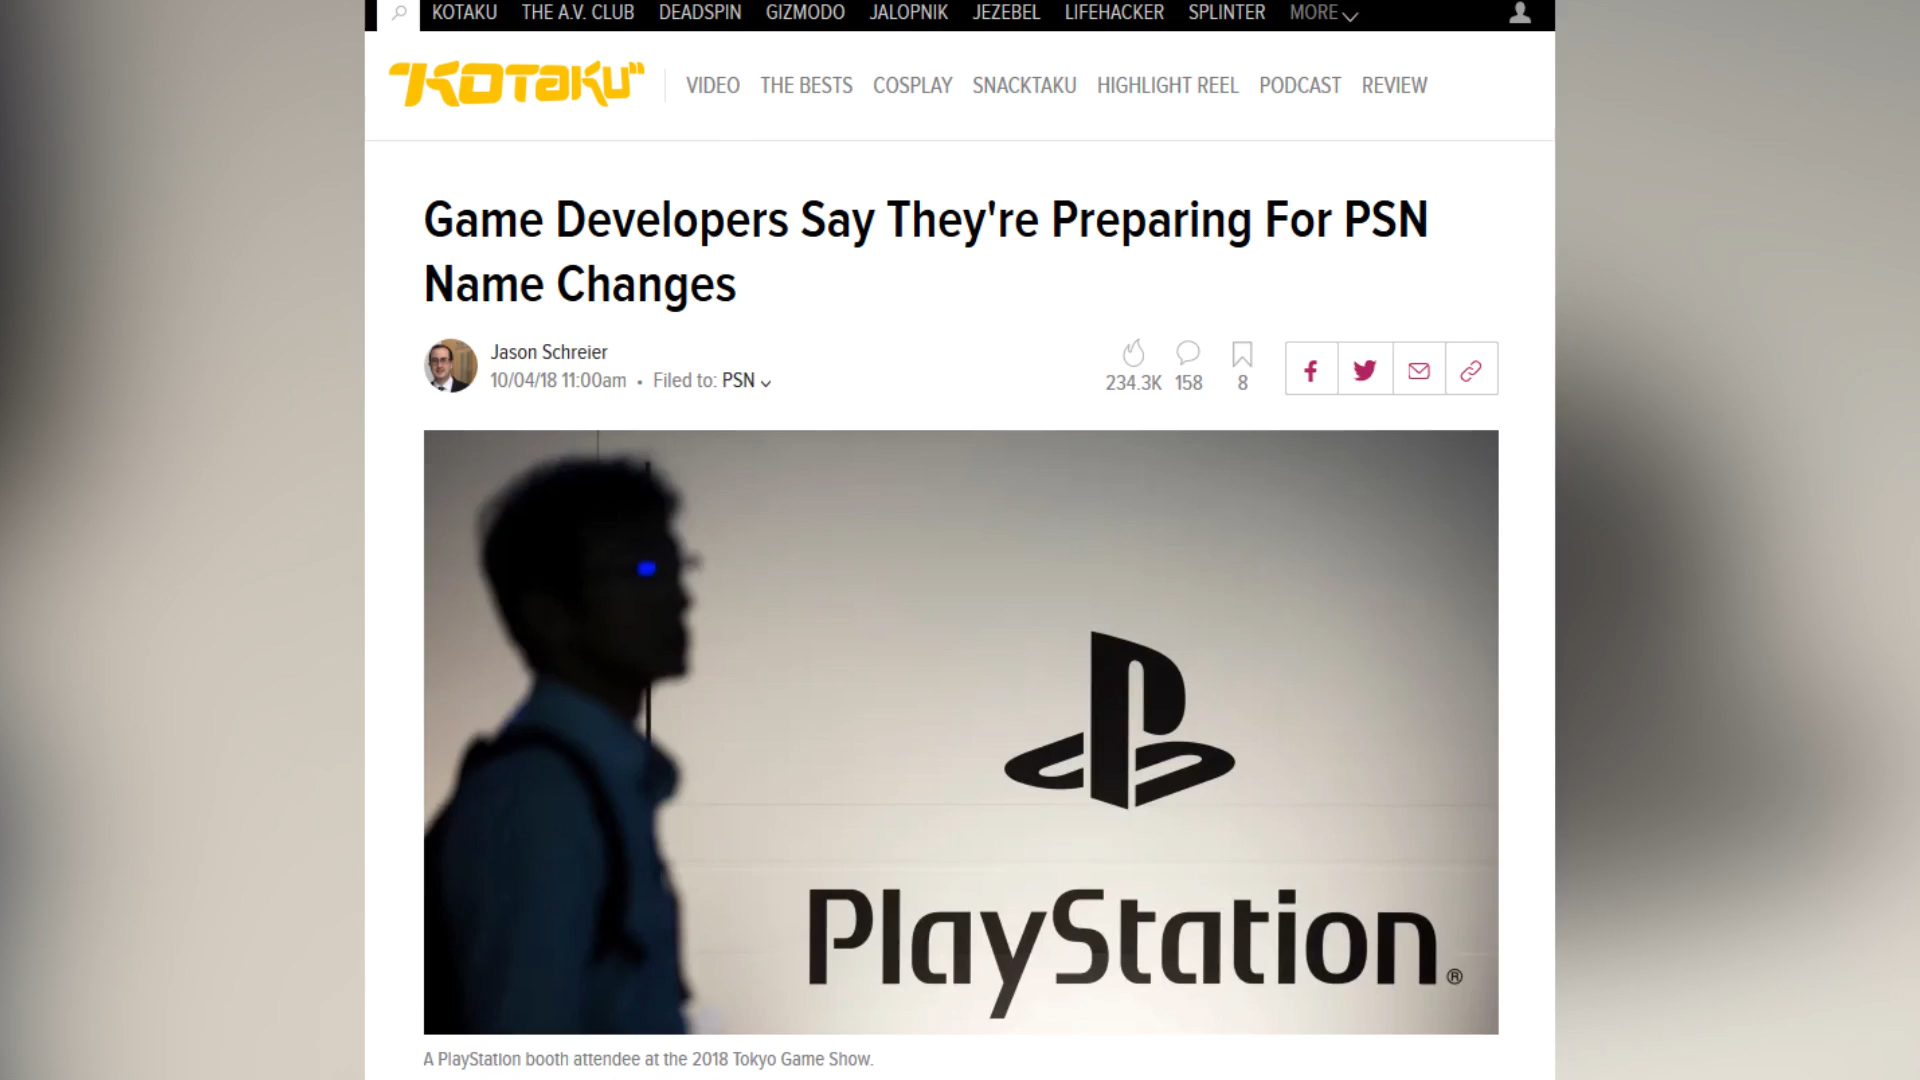 KOTAKU THE A.V. CLUB DEADSPIN GIZMODO JALOPNIK JEZEBEL LIFEHACKER SPLINTER MORE
KOTAKU VIDEO THE BESTS COSPLAY SNACKTAKU HIGHLIGHT REEL PODCAST REVIEW
Game Developers Say They're Preparing For PSN
Name Changes
Jason Schreier
10/04/18 11:00am • Filed to: PSN
234.3K 158 8
PlayStation®
A PlayStation booth attendee at the 2018 Tokyo Game Show.